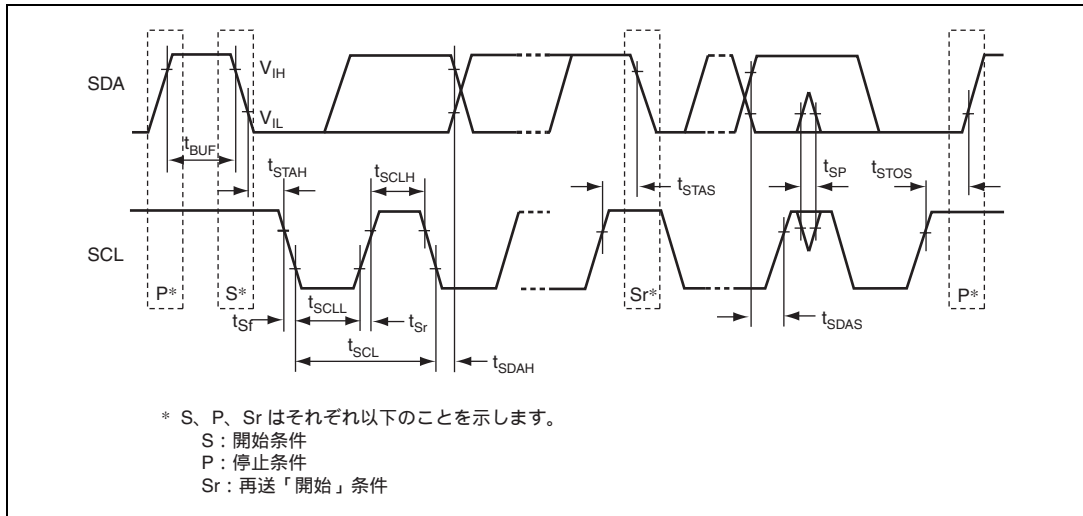 SDA
V_IH
V_IL
t_BUF
t_STAH
t_SCLH
t_STAS
t_SP
t_STOS
SCL
P*
S*
Sr*
P*
t_Sf
t_SCLL
t_Sr
t_SCL
t_SDAH
t_SDAS
* S、P、Sr はそれぞれ以下のことを示します。
S：開始条件
P：停止条件
Sr：再送「開始」条件